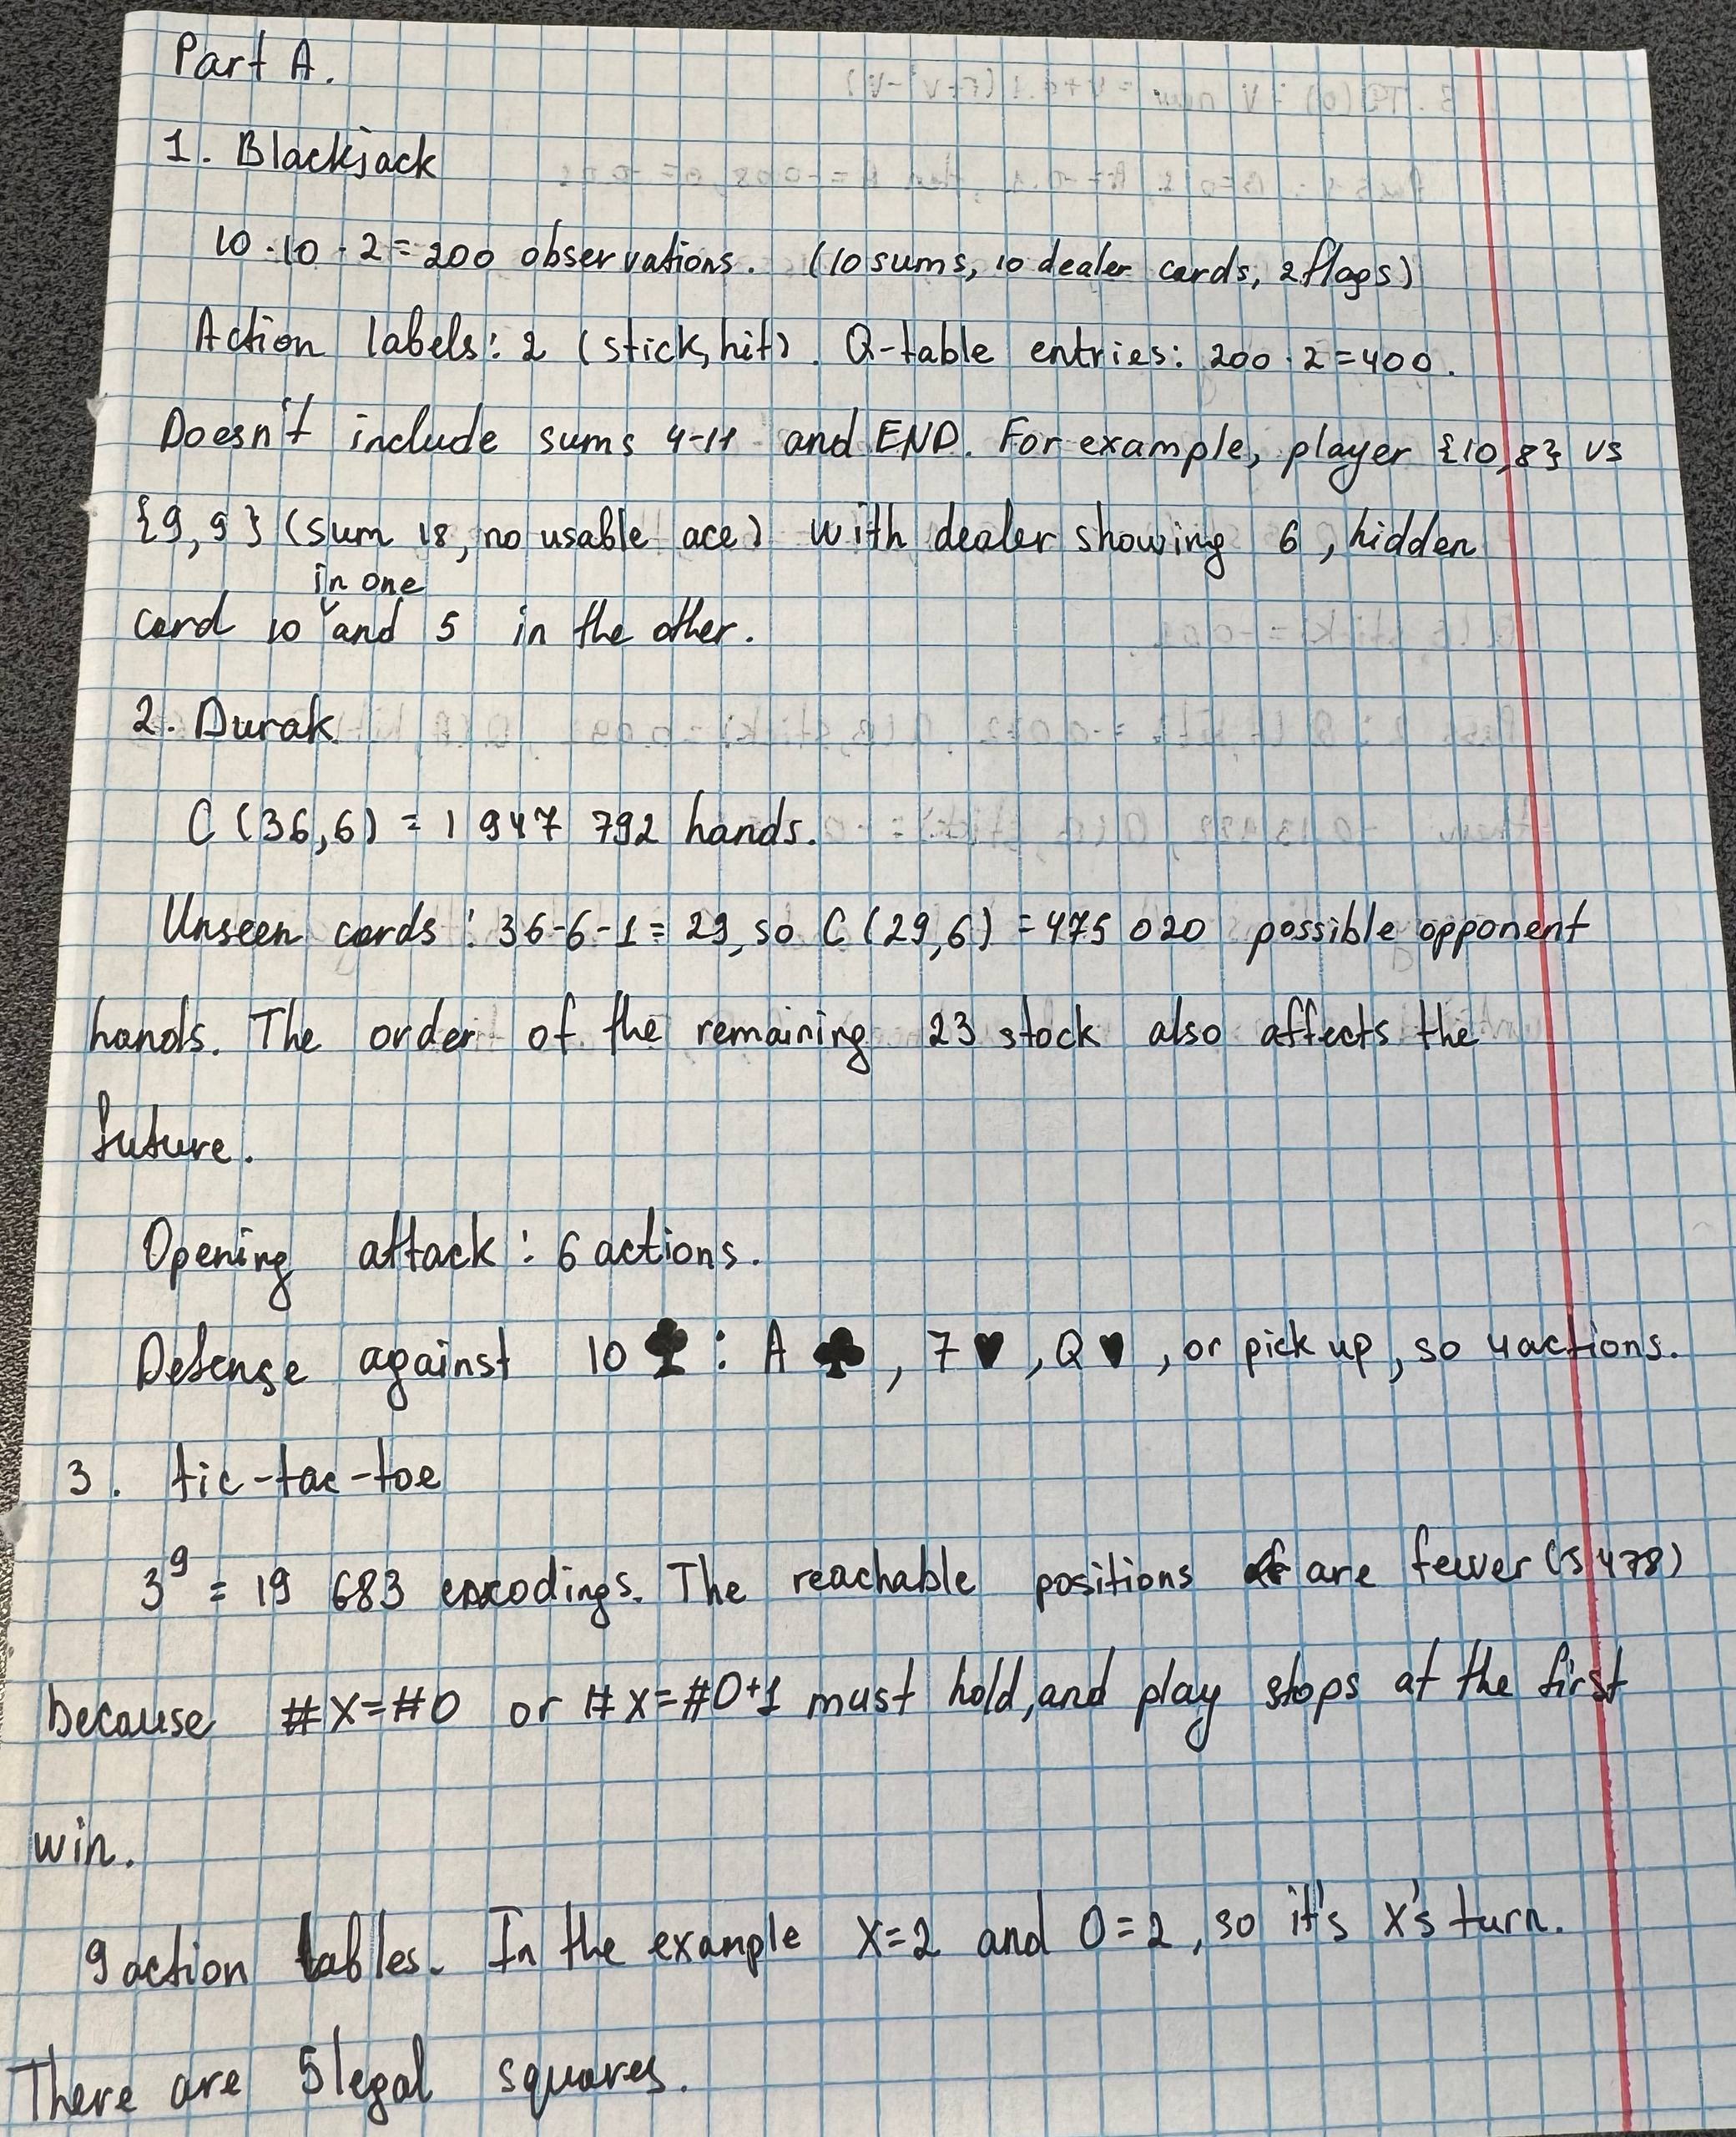 Part A.
1. Blackjack
10·10·2=200 observations. (10 sums, 10 dealer cards, 2 flags)
Action labels: 2 (stick, hit). Q-table entries: 200·2=400.
Doesn't include sums 4-11 and END. For example, player {10,8} vs
{9,9} (sum 18, no usable ace) with dealer showing 6, hidden
in one
card 10 and 5 in the other.
2. Durak
C(36,6) = 1 947 792 hands.
Unseen cards: 36-6-1=29, so C(29,6) = 475 020 possible opponent
hands. The order of the remaining 23 stock also affects the
future.
Opening attack: 6 actions.
Defense against 10♣: A♣, 7♥, Q♥, or pick up, so 4 actions.
3. tic-tac-toe
3⁹ = 19 683 encodings. The reachable positions are fewer (5 478)
because #X=#O or #X=#O+1 must hold, and play stops at the first
win.
9 action tables. In the example X=2 and O=2, so it's X's turn.
There are 5 legal squares.